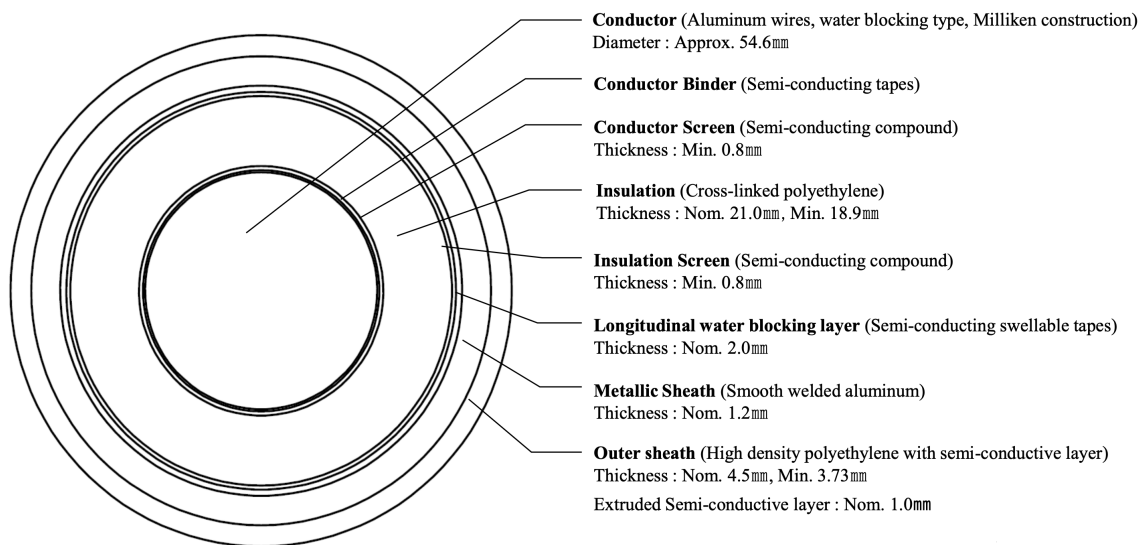 Conductor (Aluminum wires, water blocking type, Milliken construction)
Diameter : Approx. 54.6㎜
Conductor Binder (Semi-conducting tapes)
Conductor Screen (Semi-conducting compound)
Thickness : Min. 0.8㎜
Insulation (Cross-linked polyethylene)
Thickness : Nom. 21.0㎜, Min. 18.9㎜
Insulation Screen (Semi-conducting compound)
Thickness : Min. 0.8㎜
Longitudinal water blocking layer (Semi-conducting swellable tapes)
Thickness : Nom. 2.0㎜
Metallic Sheath (Smooth welded aluminum)
Thickness : Nom. 1.2㎜
Outer sheath (High density polyethylene with semi-conductive layer)
Thickness : Nom. 4.5㎜, Min. 3.73㎜
Extruded Semi-conductive layer : Nom. 1.0㎜